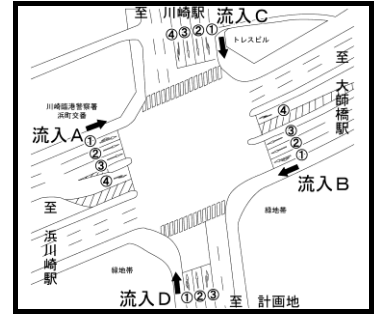 至 川崎駅 流入C
④③②①
トレスビル
至 大師橋駅
川崎臨港警察署
浜町交番
流入A
①
②
③
④
④
③
②
①
流入B
至 浜川崎駅
緑地帯
緑地帯
流入D
①②③
至 計画地